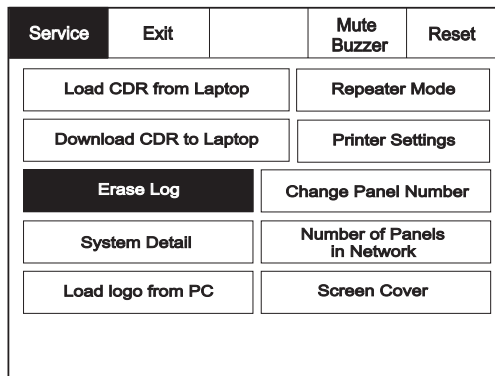 Service Exit Mute Reset
Buzzer
Load CDR from Laptop Repeater Mode
Download CDR to Laptop Printer Settings
Erase Log Change Panel Number
System Detail Number of Panels
in Network
Load logo from PC Screen Cover